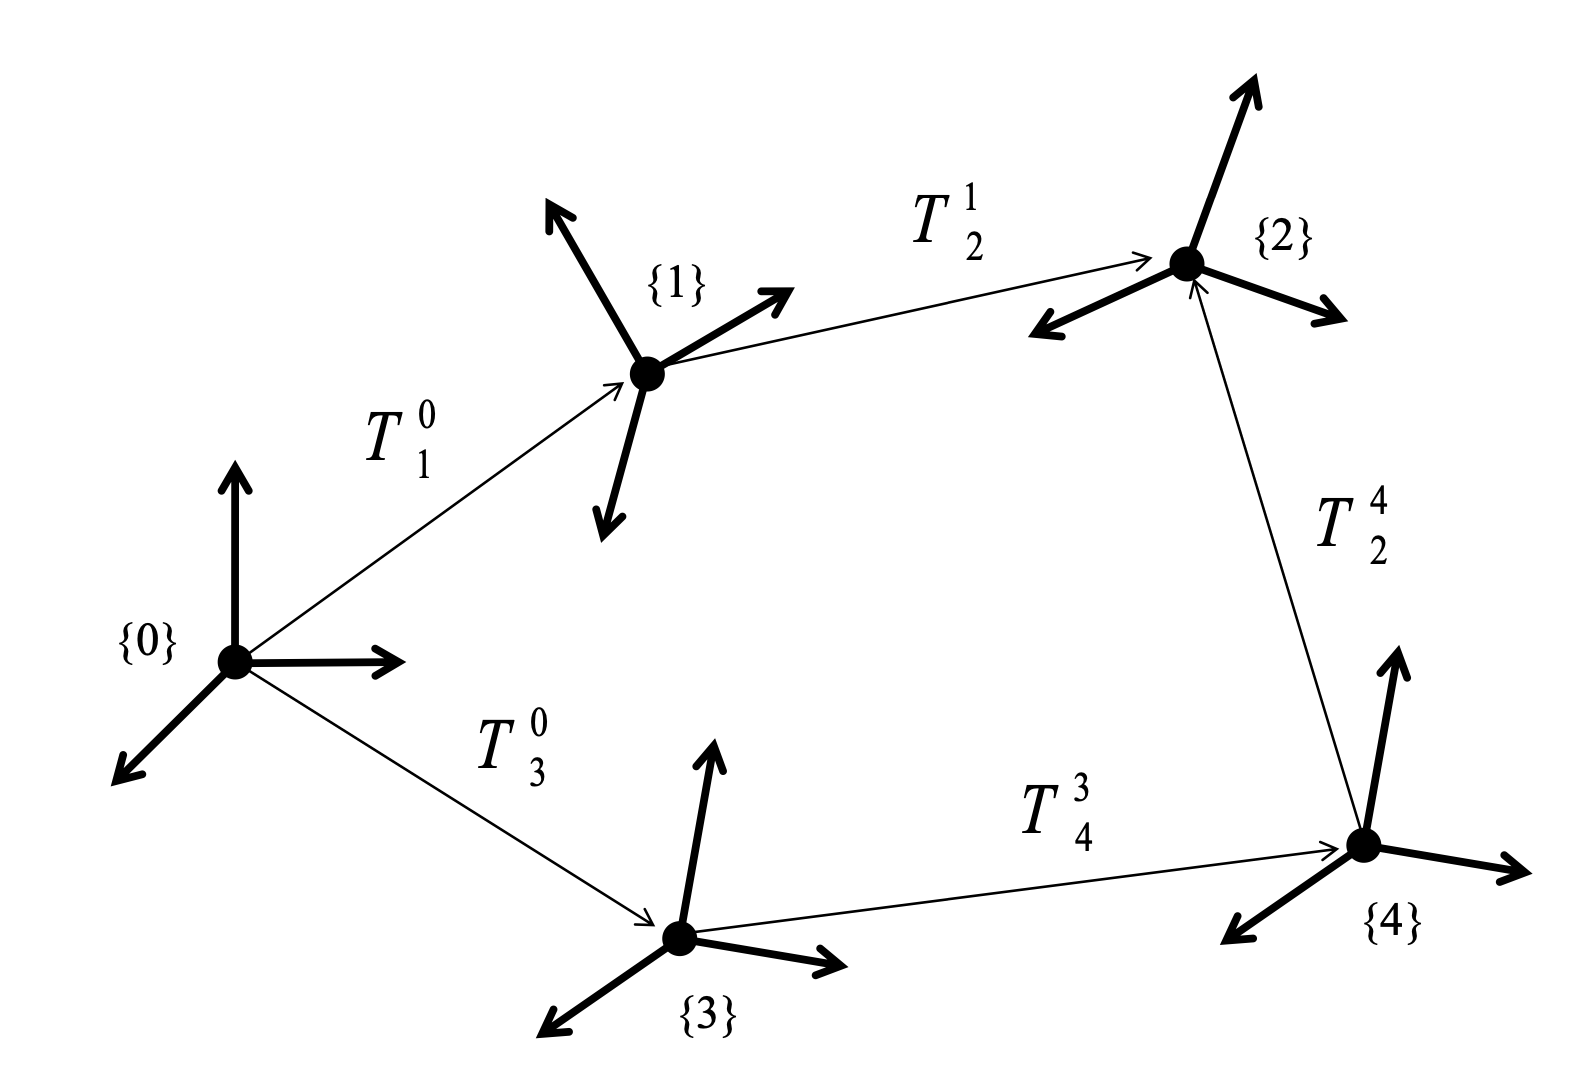 T 1 2
{2}
{1}
T 0 1
T 4 2
{0}
T 0 3
T 3 4
{4}
{3}